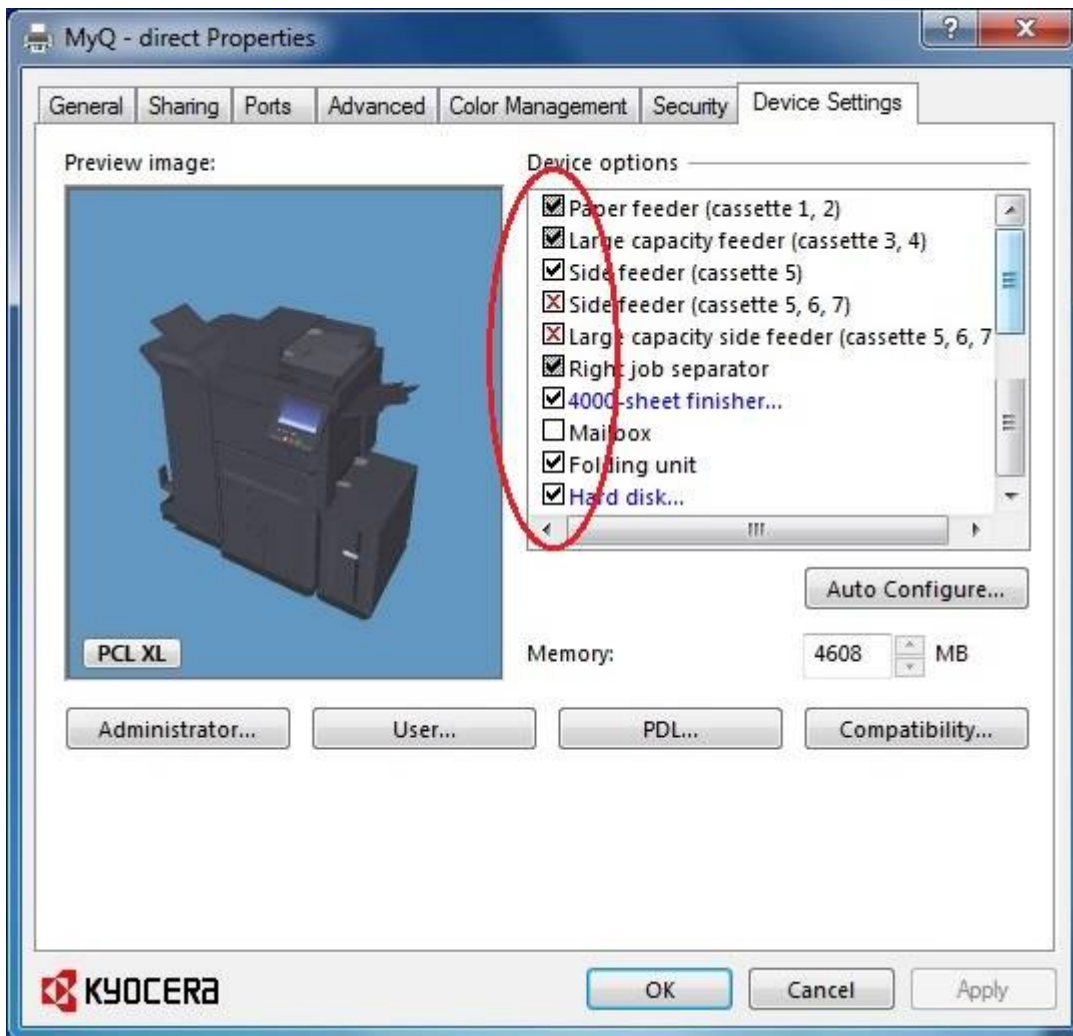 MyQ - direct Properties
General Sharing Ports Advanced Color Management Security Device Settings
Preview image:
Device options
Paper feeder (cassette 1, 2)
Large capacity feeder (cassette 3, 4)
Side feeder (cassette 5)
Side feeder (cassette 5, 6, 7)
Large capacity side feeder (cassette 5, 6, 7
Right job separator
4000-sheet finisher...
Mailbox
Folding unit
Hard disk...
Auto Configure...
PCL XL
Memory: 4608 MB
Administrator... User... PDL... Compatibility...
KYOCERA
OK Cancel Apply